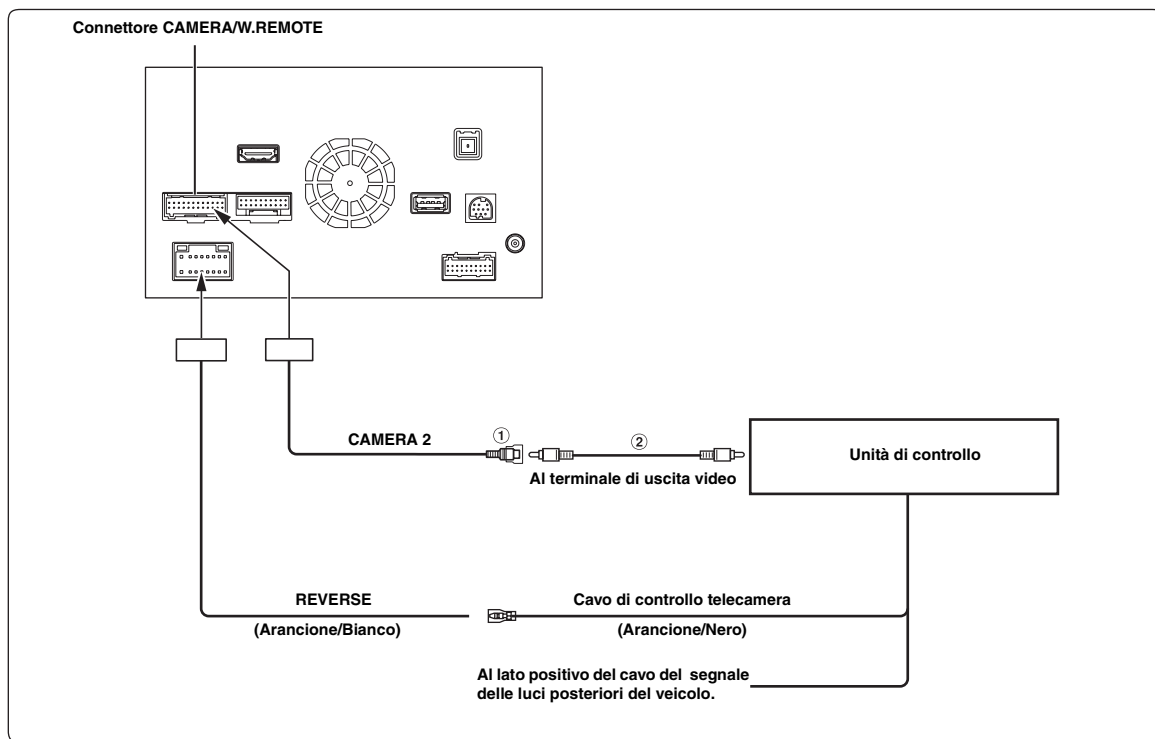 Connettore CAMERA/W.REMOTE
CAMERA 2
①
②
Al terminale di uscita video
Unità di controllo
REVERSE
(Arancione/Bianco)
Cavo di controllo telecamera
(Arancione/Nero)
Al lato positivo del cavo del segnale
delle luci posteriori del veicolo.